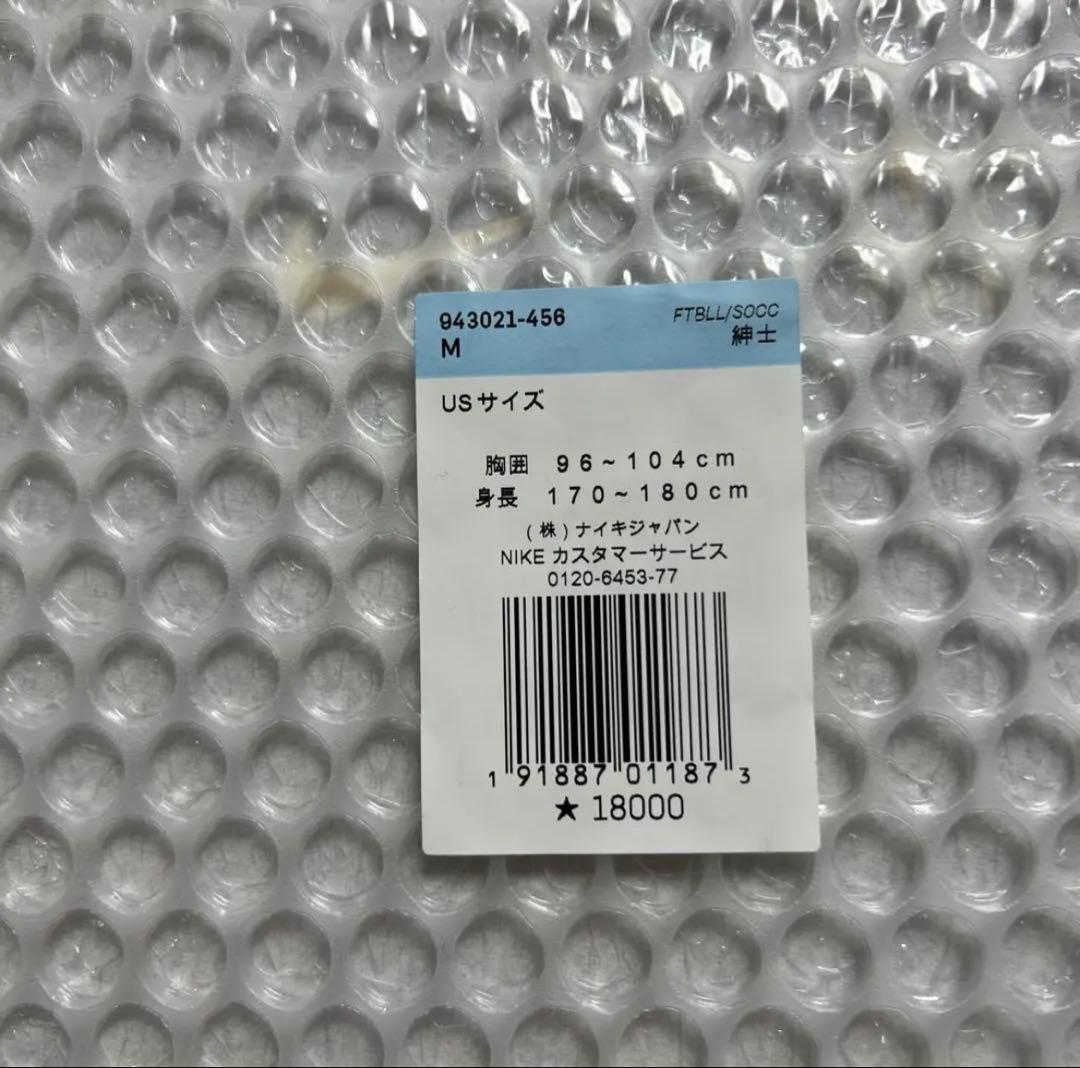 943021-456
FTBLL/SOCC
M
紳士
USサイズ
胸囲 96~104cm
身長 170~180cm
(株)ナイキジャパン
NIKE カスタマーサービス
0120-6453-77
1 91887 01187 3
★ 18000